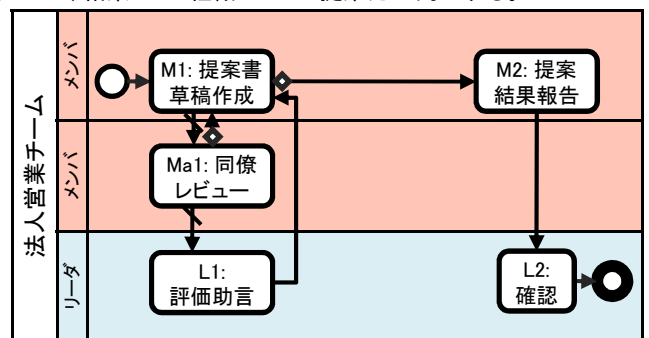 法人営業チーム
メンバ
M1: 提案書
草稿作成
M2: 提案
結果報告
メンバ
Ma1: 同僚
レビュー
リーダ
L1:
評価助言
L2:
確認